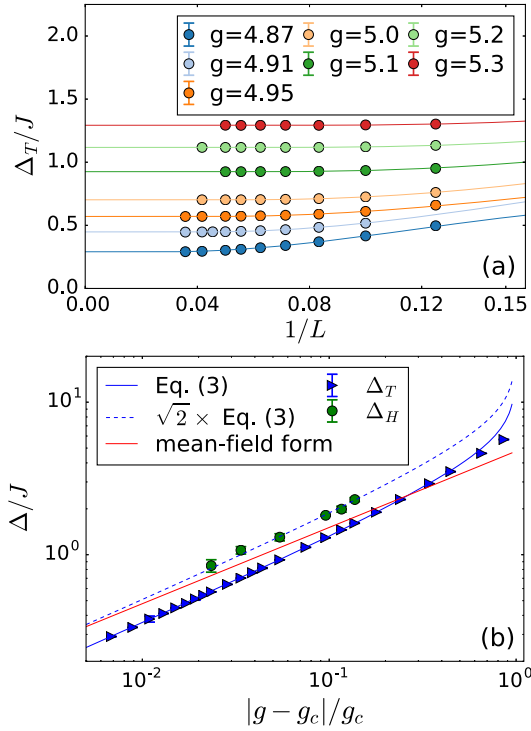 g=4.87 g=5.0 g=5.2
g=4.91 g=5.1 g=5.3
g=4.95
2.0
1.5
1.0
0.5
0.0
Δ_T/J
0.00 0.04 0.08 0.12 0.15
1/L
(a)
Eq. (3) Δ_T
√2 × Eq. (3) Δ_H
mean-field form
10^1
10^0
Δ/J
10^-2 10^-1 10^0
|g − g_c|/g_c
(b)